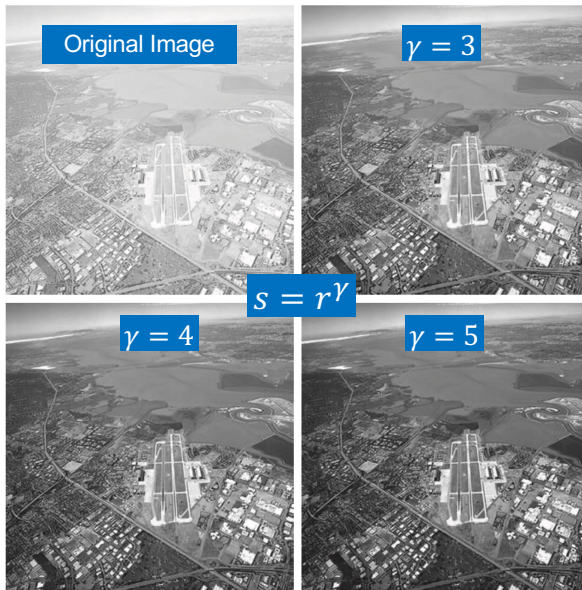 Original Image
γ = 3
s = r^γ
γ = 4
γ = 5